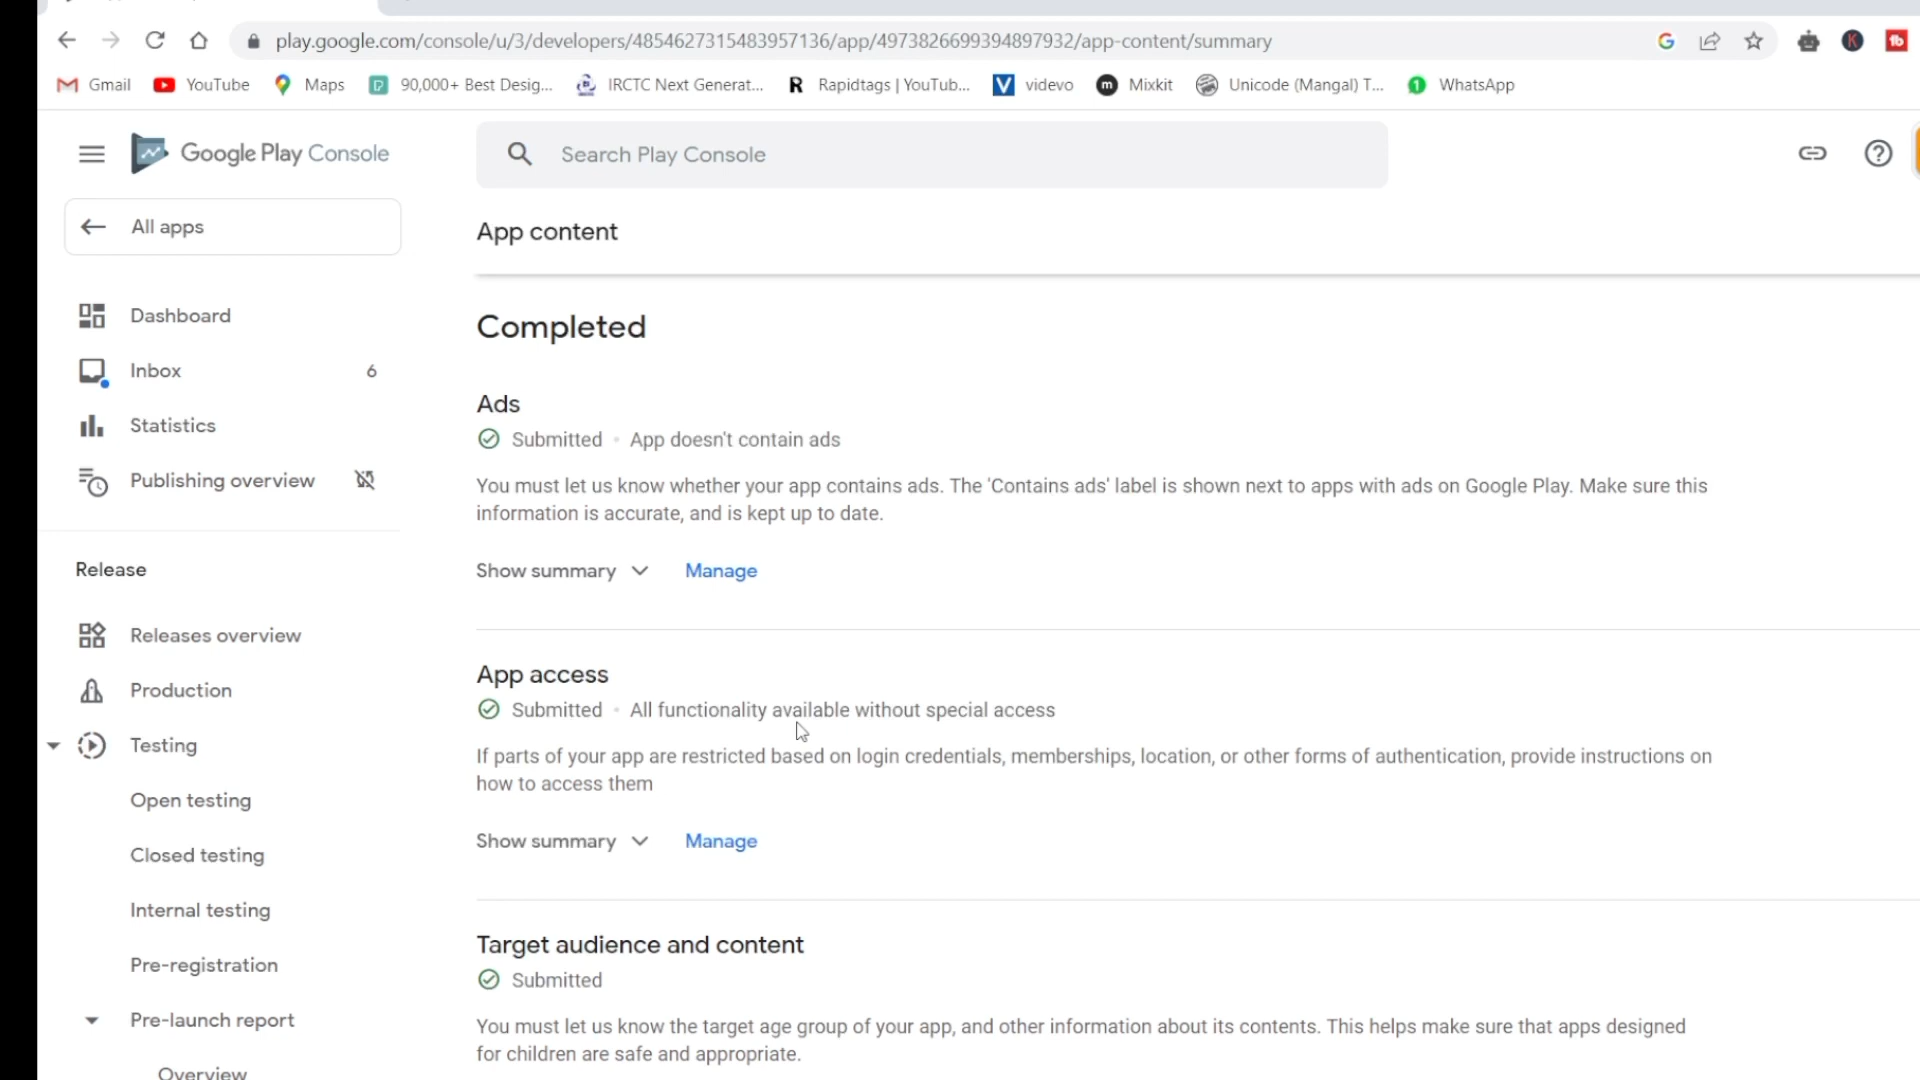 play.google.com/console/u/3/developers/4854627315483957136/app/4973826699394897932/app-content/summary
Gmail YouTube Maps 90,000+ Best Desig... IRCTC Next Generat... Rapidtags | YouTub... videvo Mixkit Unicode (Mangal) T... WhatsApp
Google Play Console
Search Play Console
All apps
App content
Dashboard
Inbox 6
Statistics
Publishing overview
Release
Releases overview
Production
Testing
Open testing
Closed testing
Internal testing
Pre-registration
Pre-launch report
Overview
Completed
Ads
Submitted • App doesn't contain ads
You must let us know whether your app contains ads. The 'Contains ads' label is shown next to apps with ads on Google Play. Make sure this
information is accurate, and is kept up to date.
Show summary Manage
App access
Submitted • All functionality available without special access
If parts of your app are restricted based on login credentials, memberships, location, or other forms of authentication, provide instructions on
how to access them
Show summary Manage
Target audience and content
Submitted
You must let us know the target age group of your app, and other information about its contents. This helps make sure that apps designed
for children are safe and appropriate.